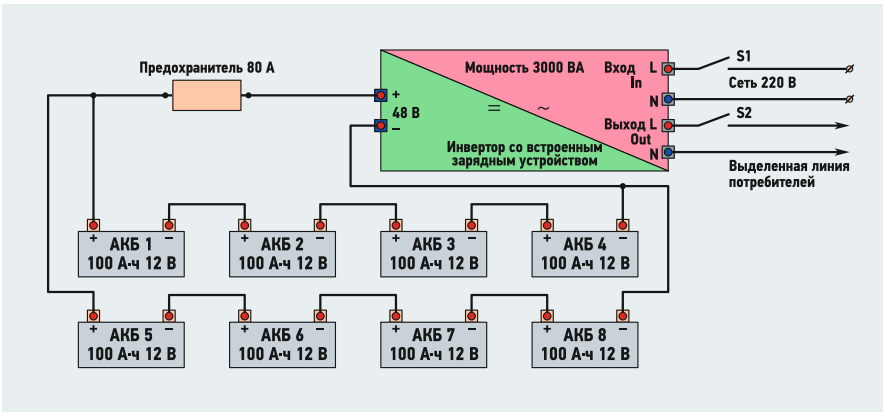 Предохранитель 80 А
Мощность 3000 ВА
Вход L
In
N
S1
Сеть 220 В
+
48 В
–
=
~
Выход L
Out
N
S2
Инвертор со встроенным
зарядным устройством
Выделенная линия
потребителей
+ –
АКБ 1
100 А·ч 12 В
+ –
АКБ 2
100 А·ч 12 В
+ –
АКБ 3
100 А·ч 12 В
+ –
АКБ 4
100 А·ч 12 В
+ –
АКБ 5
100 А·ч 12 В
+ –
АКБ 6
100 А·ч 12 В
+ –
АКБ 7
100 А·ч 12 В
+ –
АКБ 8
100 А·ч 12 В